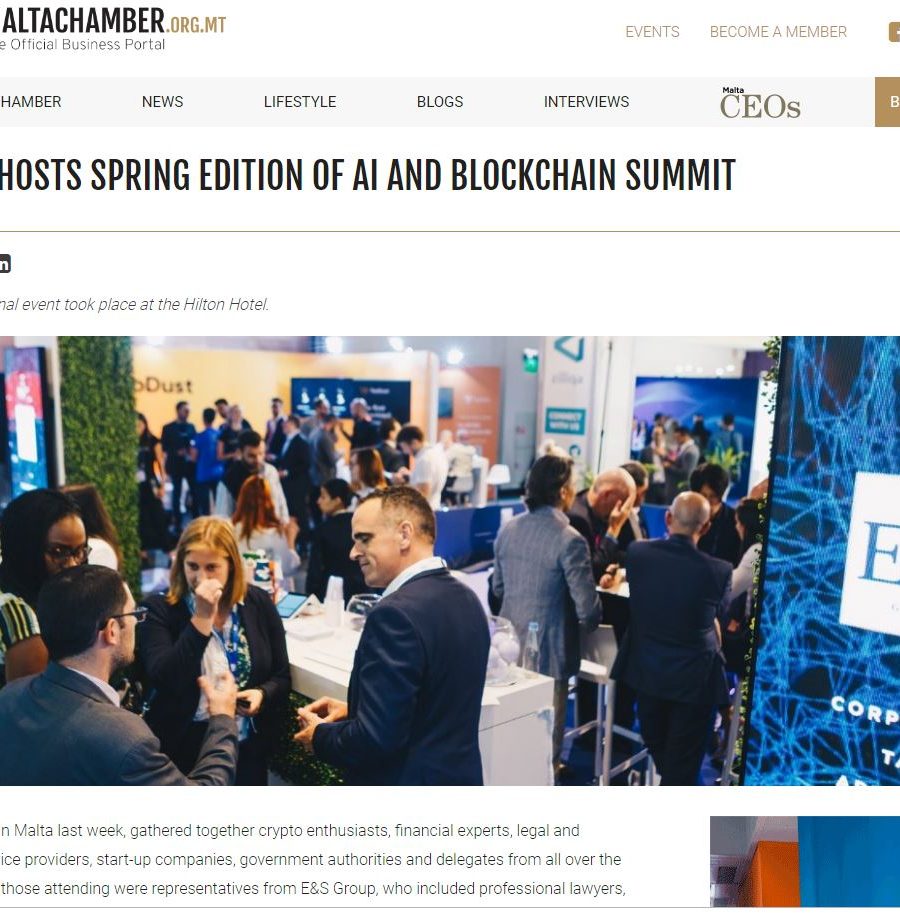 ALTACHAMBER.ORG.MT
e Official Business Portal
EVENTS BECOME A MEMBER
HAMBER NEWS LIFESTYLE BLOGS INTERVIEWS Malta CEOs B
HOSTS SPRING EDITION OF AI AND BLOCKCHAIN SUMMIT
in
nal event took place at the Hilton Hotel.
oDust
CONNECT
WITH US
E
CORP
TA
AD
n Malta last week, gathered together crypto enthusiasts, financial experts, legal and
ice providers, start-up companies, government authorities and delegates from all over the
those attending were representatives from E&S Group, who included professional lawyers,